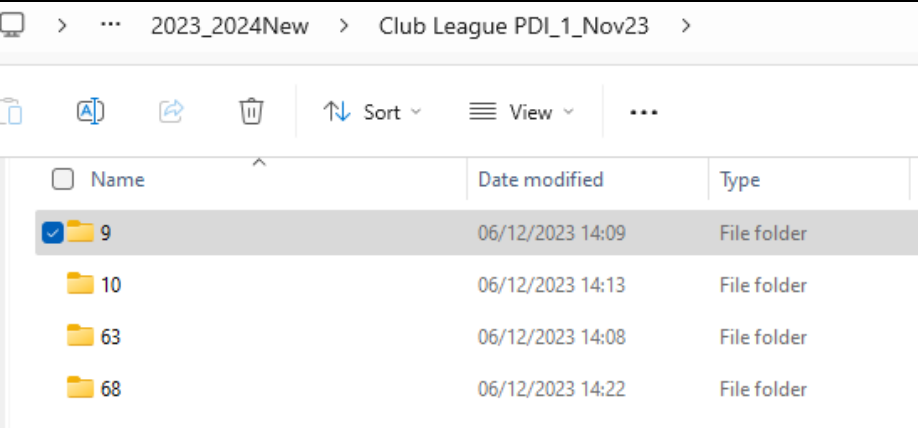 > ... 2023_2024New > Club League PDI_1_Nov23 >
A Sort View ...
Name Date modified Type
9 06/12/2023 14:09 File folder
10 06/12/2023 14:13 File folder
63 06/12/2023 14:08 File folder
68 06/12/2023 14:22 File folder